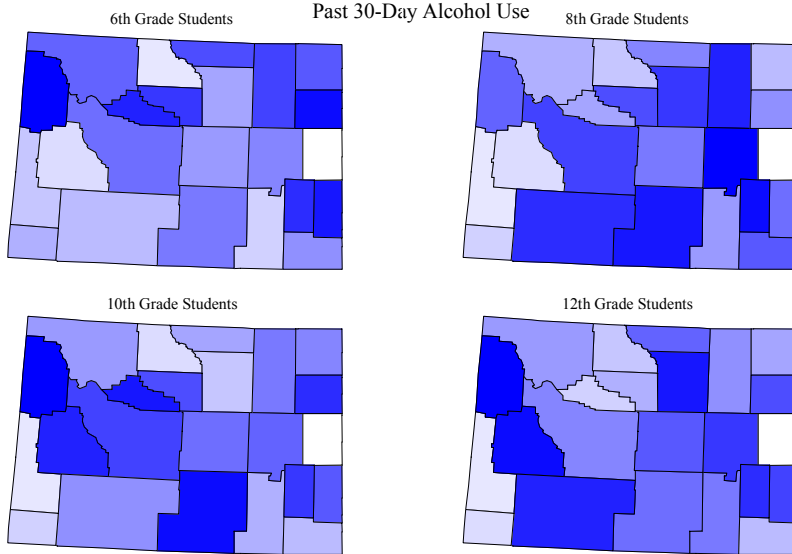 Past 30-Day Alcohol Use
6th Grade Students
8th Grade Students
10th Grade Students
12th Grade Students